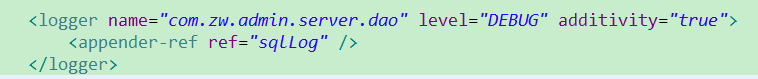 <logger name="com.zw.admin.server.dao" level="DEBUG" additivity="true">
<appender-ref ref="sqlLog" />
</logger>